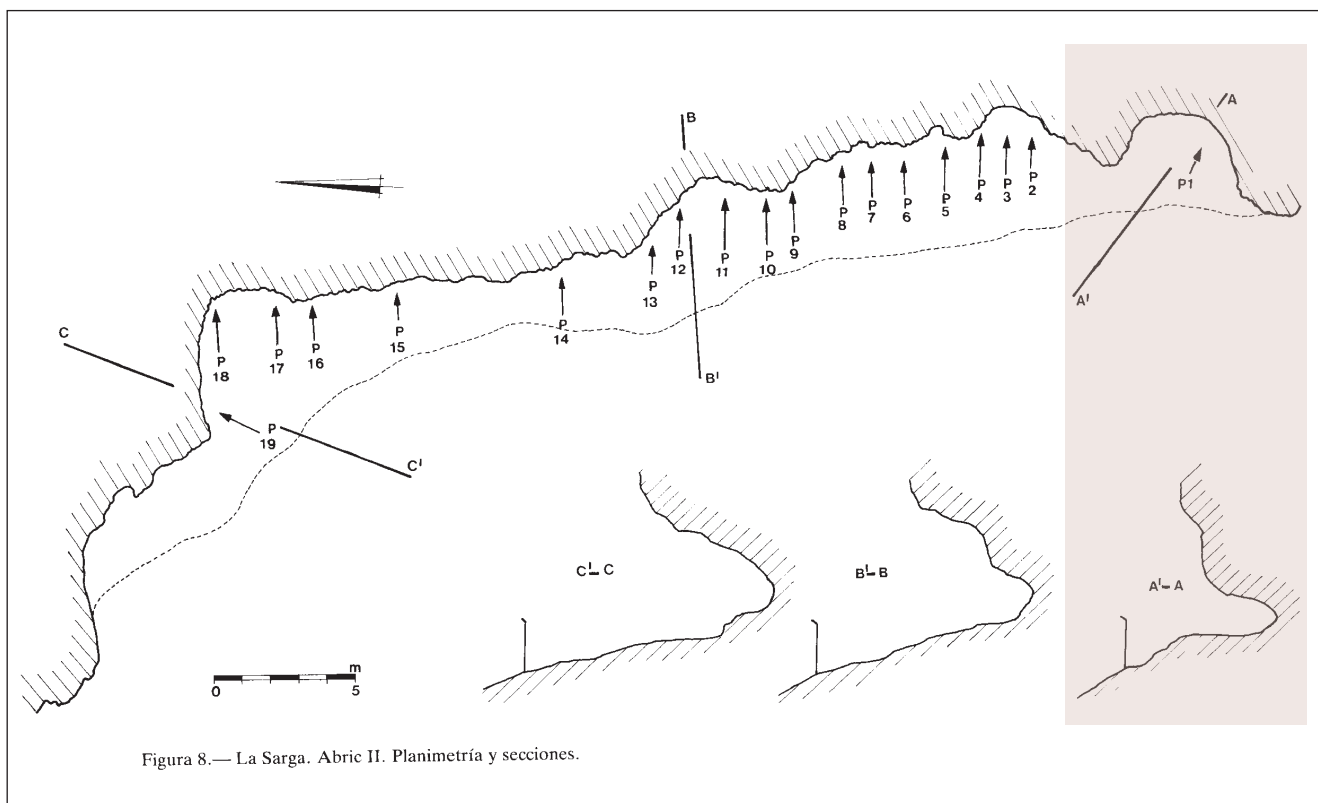 A
B
P
2
P
3
P
4
P
5
P
6
P
7
P
8
P
9
P
10
P
11
P
12
P
13
P
14
P
15
P
16
P
17
P
18
P
19
P1
A'
B'
C
C'
C'-C
B'-B
A'-A
m
0 5
Figura 8.— La Sarga. Abric II. Planimetría y secciones.